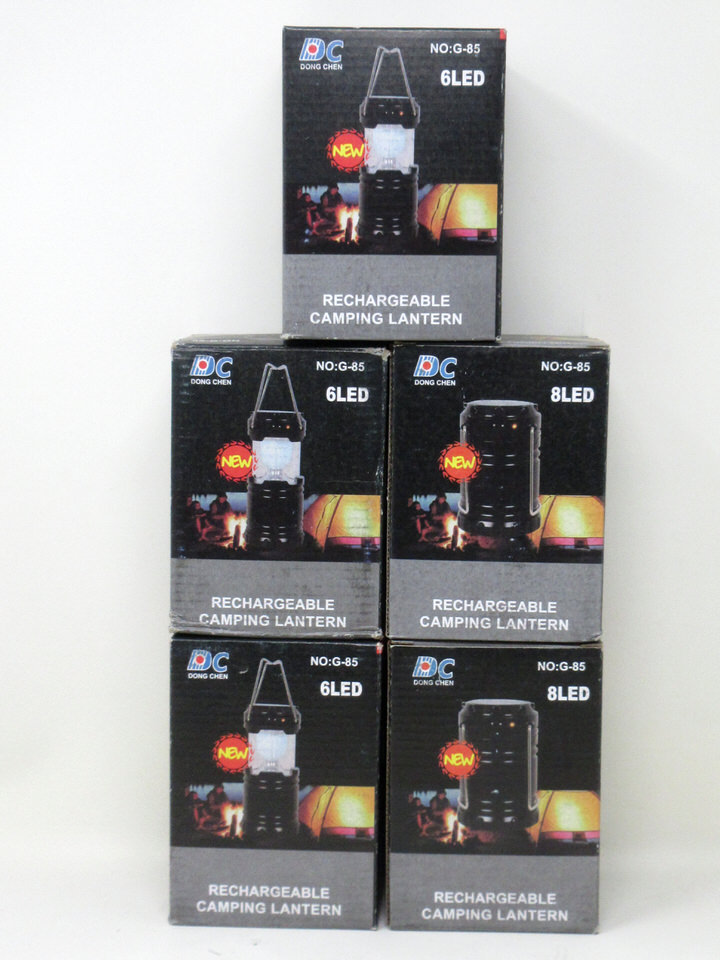 DC
DONG CHEN
NO:G-85
6LED
NEW
RECHARGEABLE
CAMPING LANTERN
DC
DONG CHEN
NO:G-85
6LED
NEW
RECHARGEABLE
CAMPING LANTERN
DC
DONG CHEN
NO:G-85
8LED
NEW
RECHARGEABLE
CAMPING LANTERN
DC
DONG CHEN
NO:G-85
6LED
NEW
RECHARGEABLE
CAMPING LANTERN
DC
DONG CHEN
NO:G-85
8LED
NEW
RECHARGEABLE
CAMPING LANTERN